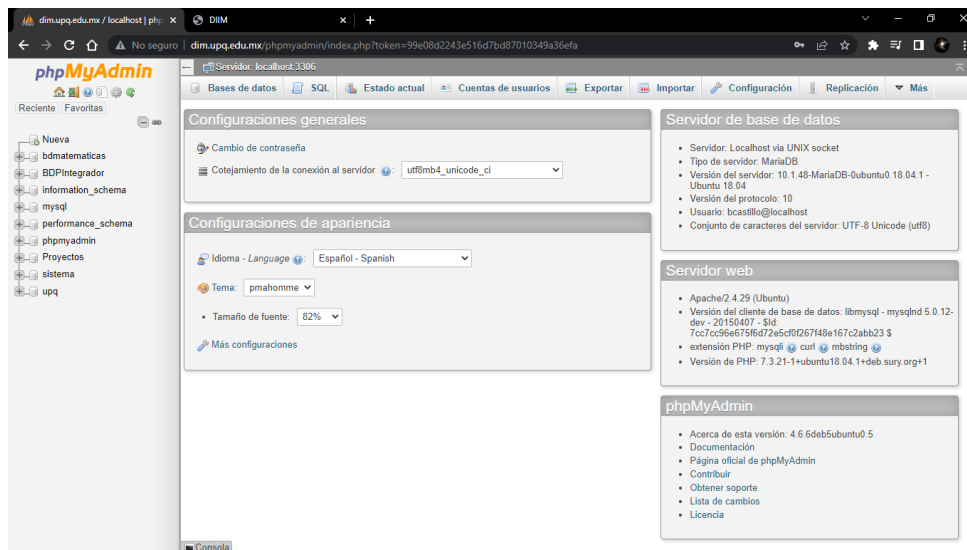 dim.upq.edu.mx / localhost | php
DIIM
No seguro
dim.upq.edu.mx/phpmyadmin/index.php?token=99e08d2243e516d7bd87010349a36efa
phpMyAdmin
Reciente Favoritas
Nueva
bdmatematicas
BDPIntegrador
information_schema
mysql
performance_schema
phpmyadmin
Proyectos
sistema
upq
Servidor: localhost:3306
Bases de datos SQL Estado actual Cuentas de usuarios Exportar Importar Configuración Replicación Más
Configuraciones generales
Cambio de contraseña
Cotejamiento de la conexión al servidor : utf8mb4_unicode_ci
Configuraciones de apariencia
Idioma - Language : Español - Spanish
Tema: pmahomme
Tamaño de fuente: 82%
Más configuraciones
Servidor de base de datos
Servidor: Localhost via UNIX socket
Tipo de servidor: MariaDB
Versión del servidor: 10.1.48-MariaDB-0ubuntu0.18.04.1 -
Ubuntu 18.04
Versión del protocolo: 10
Usuario: bcastillo@localhost
Conjunto de caracteres del servidor: UTF-8 Unicode (utf8)
Servidor web
Apache/2.4.29 (Ubuntu)
Versión del cliente de base de datos: libmysql - mysqlnd 5.0.12-
dev - 20150407 - $Id:
7cc7cc96e675f6d72e5cf0f267f48e167c2abb23 $
extensión PHP: mysqli curl mbstring
Versión de PHP: 7.3.21-1+ubuntu18.04.1+deb.sury.org+1
phpMyAdmin
Acerca de esta versión: 4.6.6deb5ubuntu0.5
Documentación
Página oficial de phpMyAdmin
Contribuir
Obtener soporte
Lista de cambios
Licencia
Consola